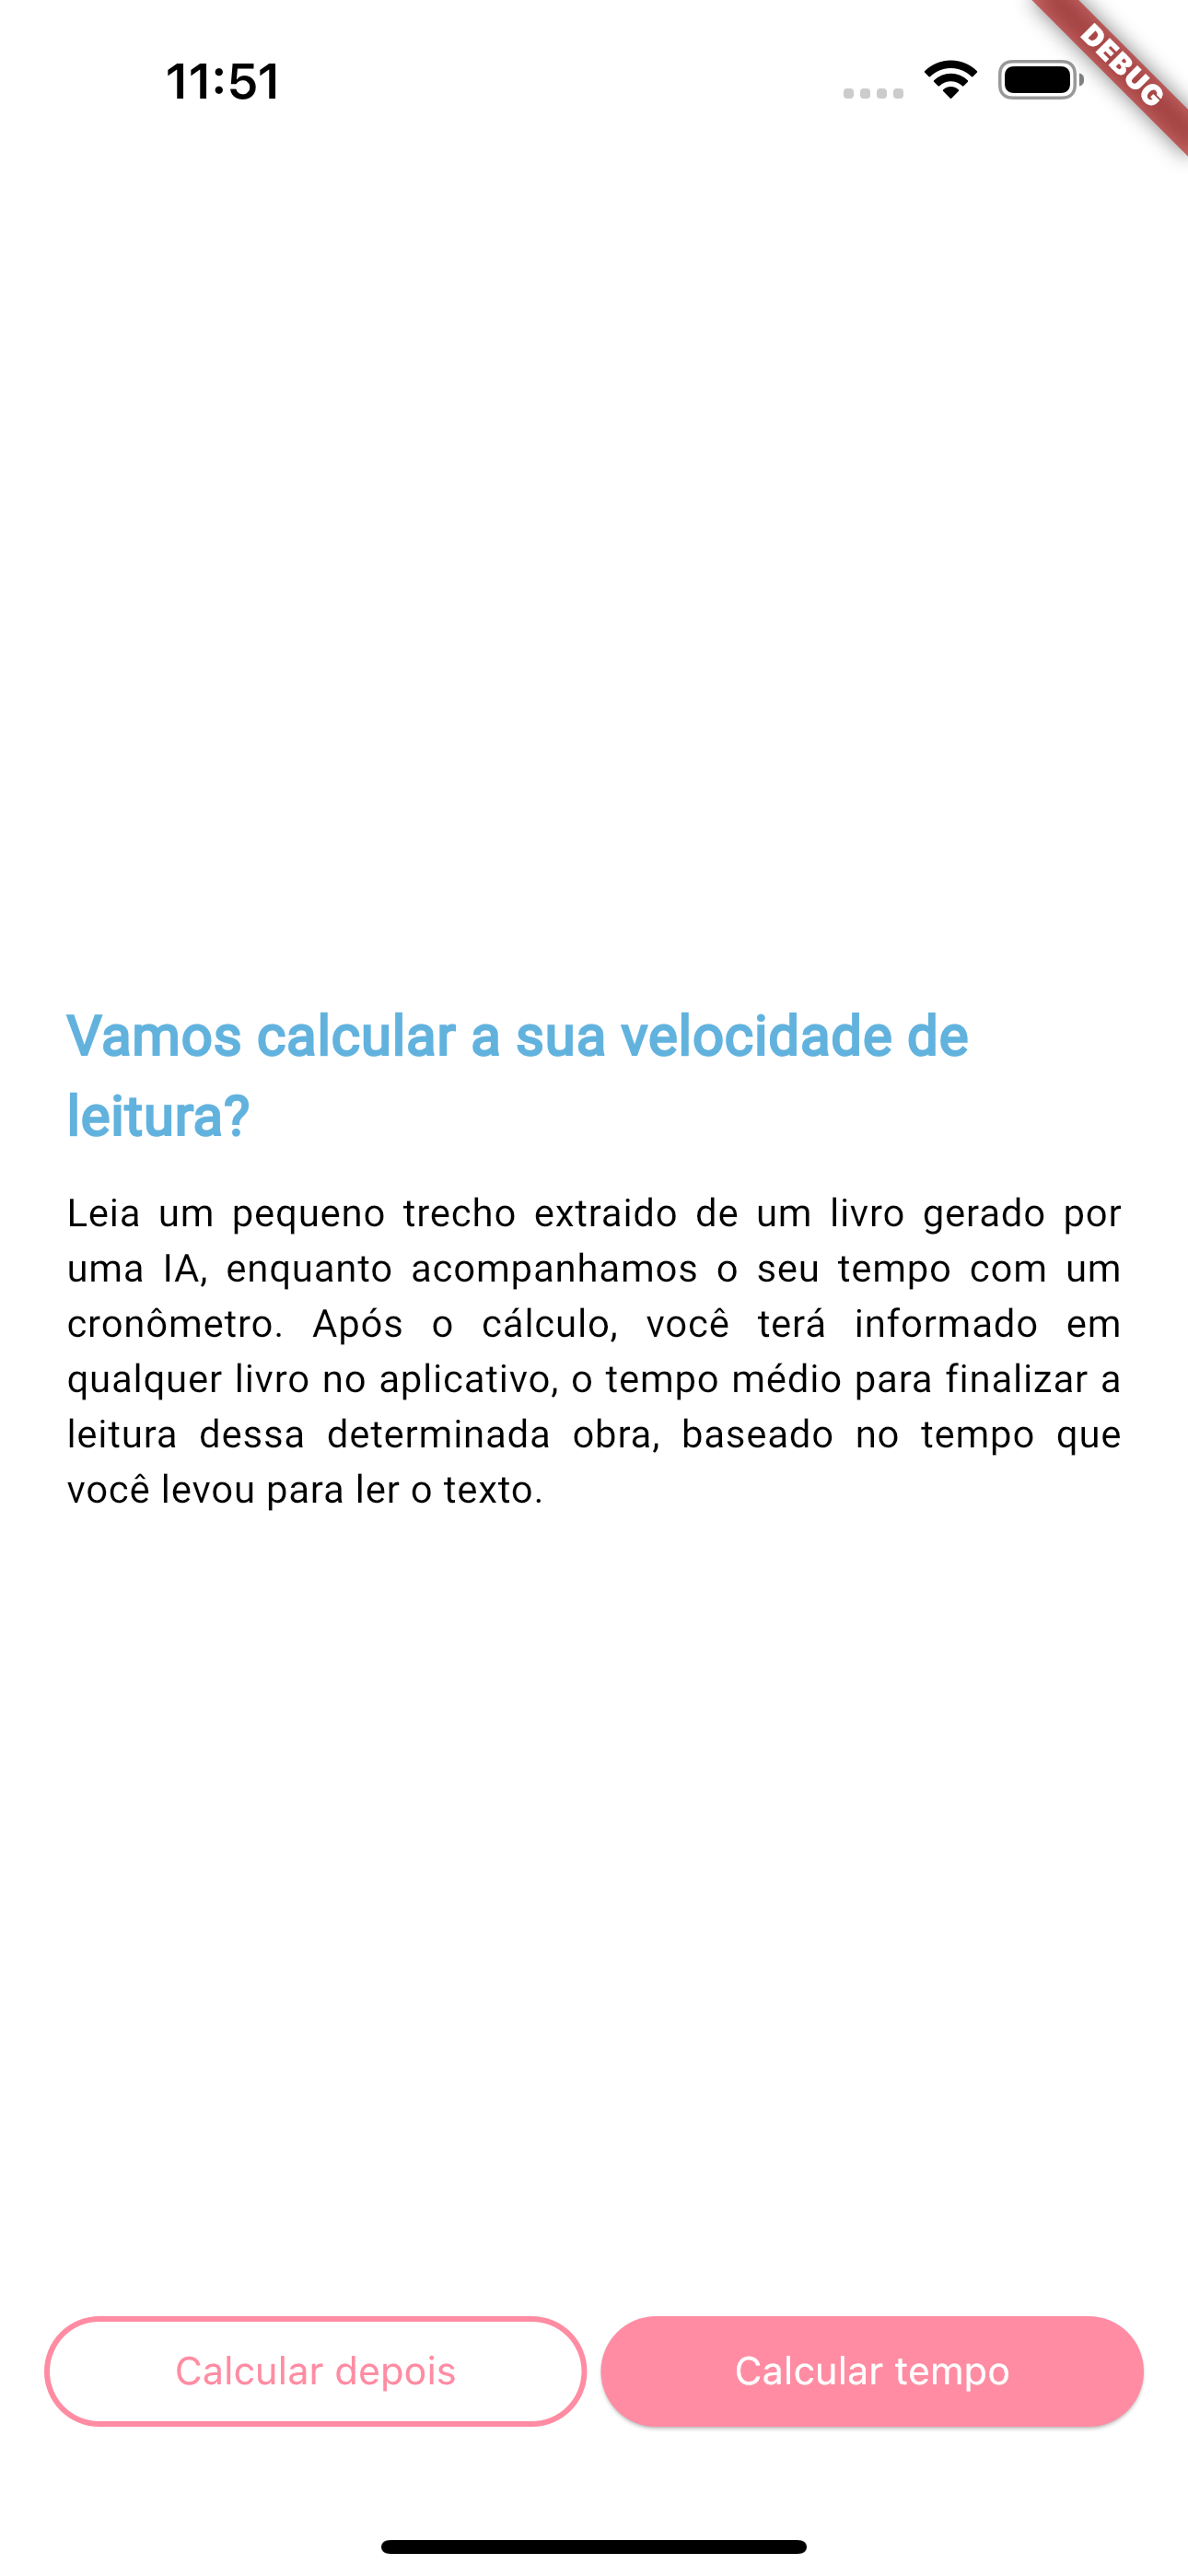 11:51
DEBUG
Vamos calcular a sua velocidade de
leitura?
Leia um pequeno trecho extraido de um livro gerado por
uma IA, enquanto acompanhamos o seu tempo com um
cronômetro. Após o cálculo, você terá informado em
qualquer livro no aplicativo, o tempo médio para finalizar a
leitura dessa determinada obra, baseado no tempo que
você levou para ler o texto.
Calcular depois
Calcular tempo